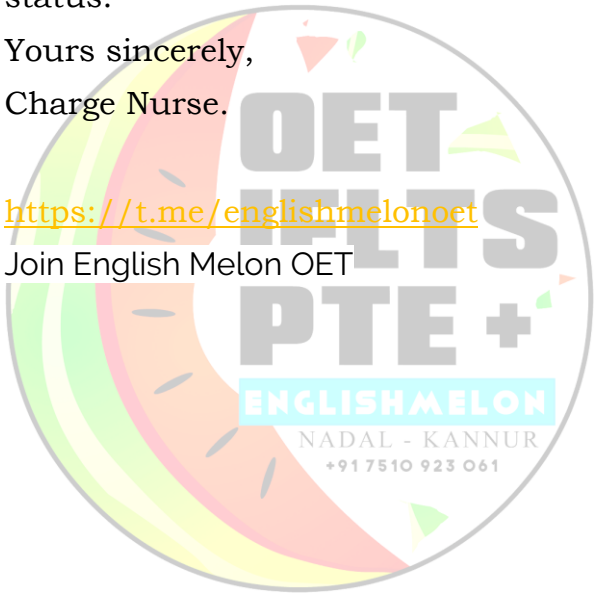 status.
Yours sincerely,
Charge Nurse.
https://t.me/englishmelonoet
Join English Melon OET
OET
IELTS
PTE +
ENGLISHMELON
NADAL - KANNUR
+91 7510 923 061